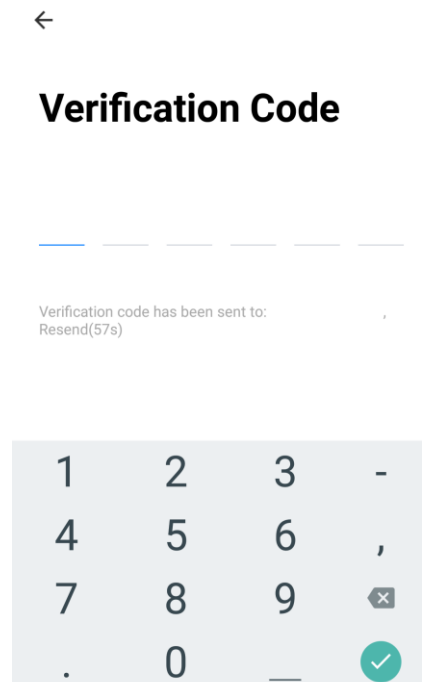 Verification Code
Verification code has been sent to: ,
Resend(57s)
1 2 3 -
4 5 6 ,
7 8 9
. 0 _